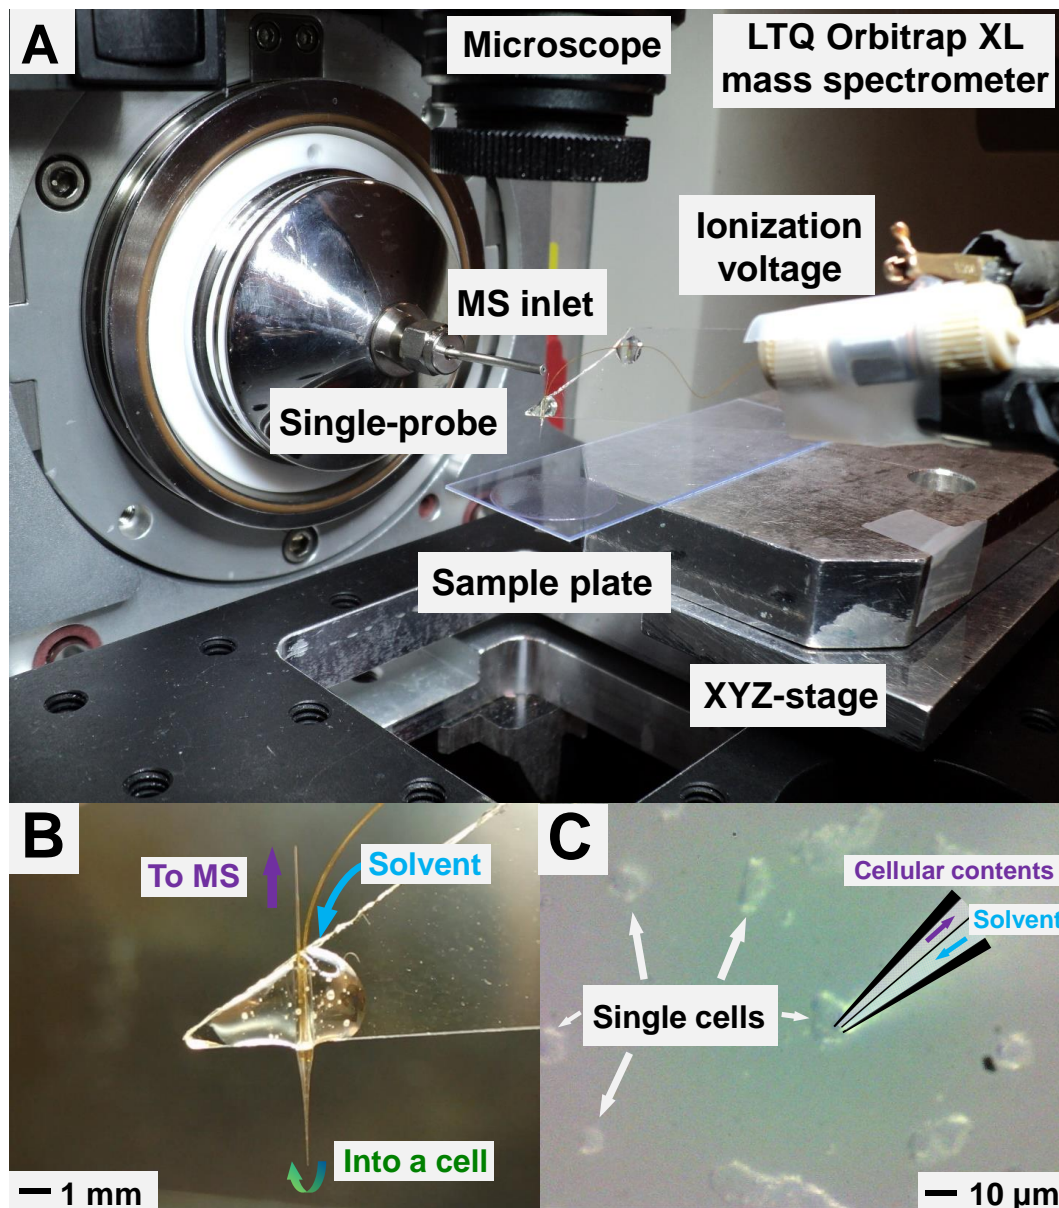 A
Microscope
LTQ Orbitrap XL
mass spectrometer
Ionization
voltage
MS inlet
Single-probe
Sample plate
XYZ-stage
B
To MS
Solvent
Into a cell
1 mm
C
Cellular contents
Solvent
Single cells
10 µm